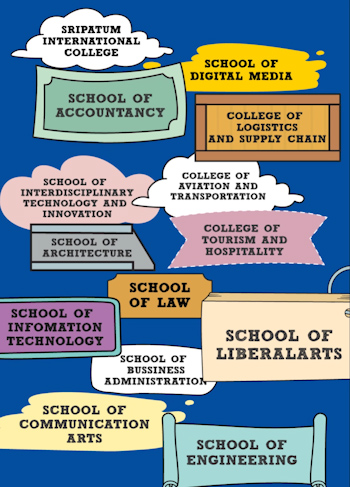 SRIPATUM
INTERNATIONAL
COLLEGE
SCHOOL OF
DIGITAL MEDIA
SCHOOL OF
ACCOUNTANCY
COLLEGE OF
LOGISTICS
AND SUPPLY CHAIN
SCHOOL OF
INTERDISCIPLINARY
TECHNOLOGY AND
INNOVATION
COLLEGE OF
AVIATION AND
TRANSPORTATION
SCHOOL OF
ARCHITECTURE
COLLEGE OF
TOURISM AND
HOSPITALITY
SCHOOL
OF LAW
SCHOOL OF
INFOMATION
TECHNOLOGY
SCHOOL OF
LIBERALARTS
SCHOOL OF
BUSSINESS
ADMINISTRATION
SCHOOL OF
COMMUNICATION
ARTS
SCHOOL OF
ENGINEERING